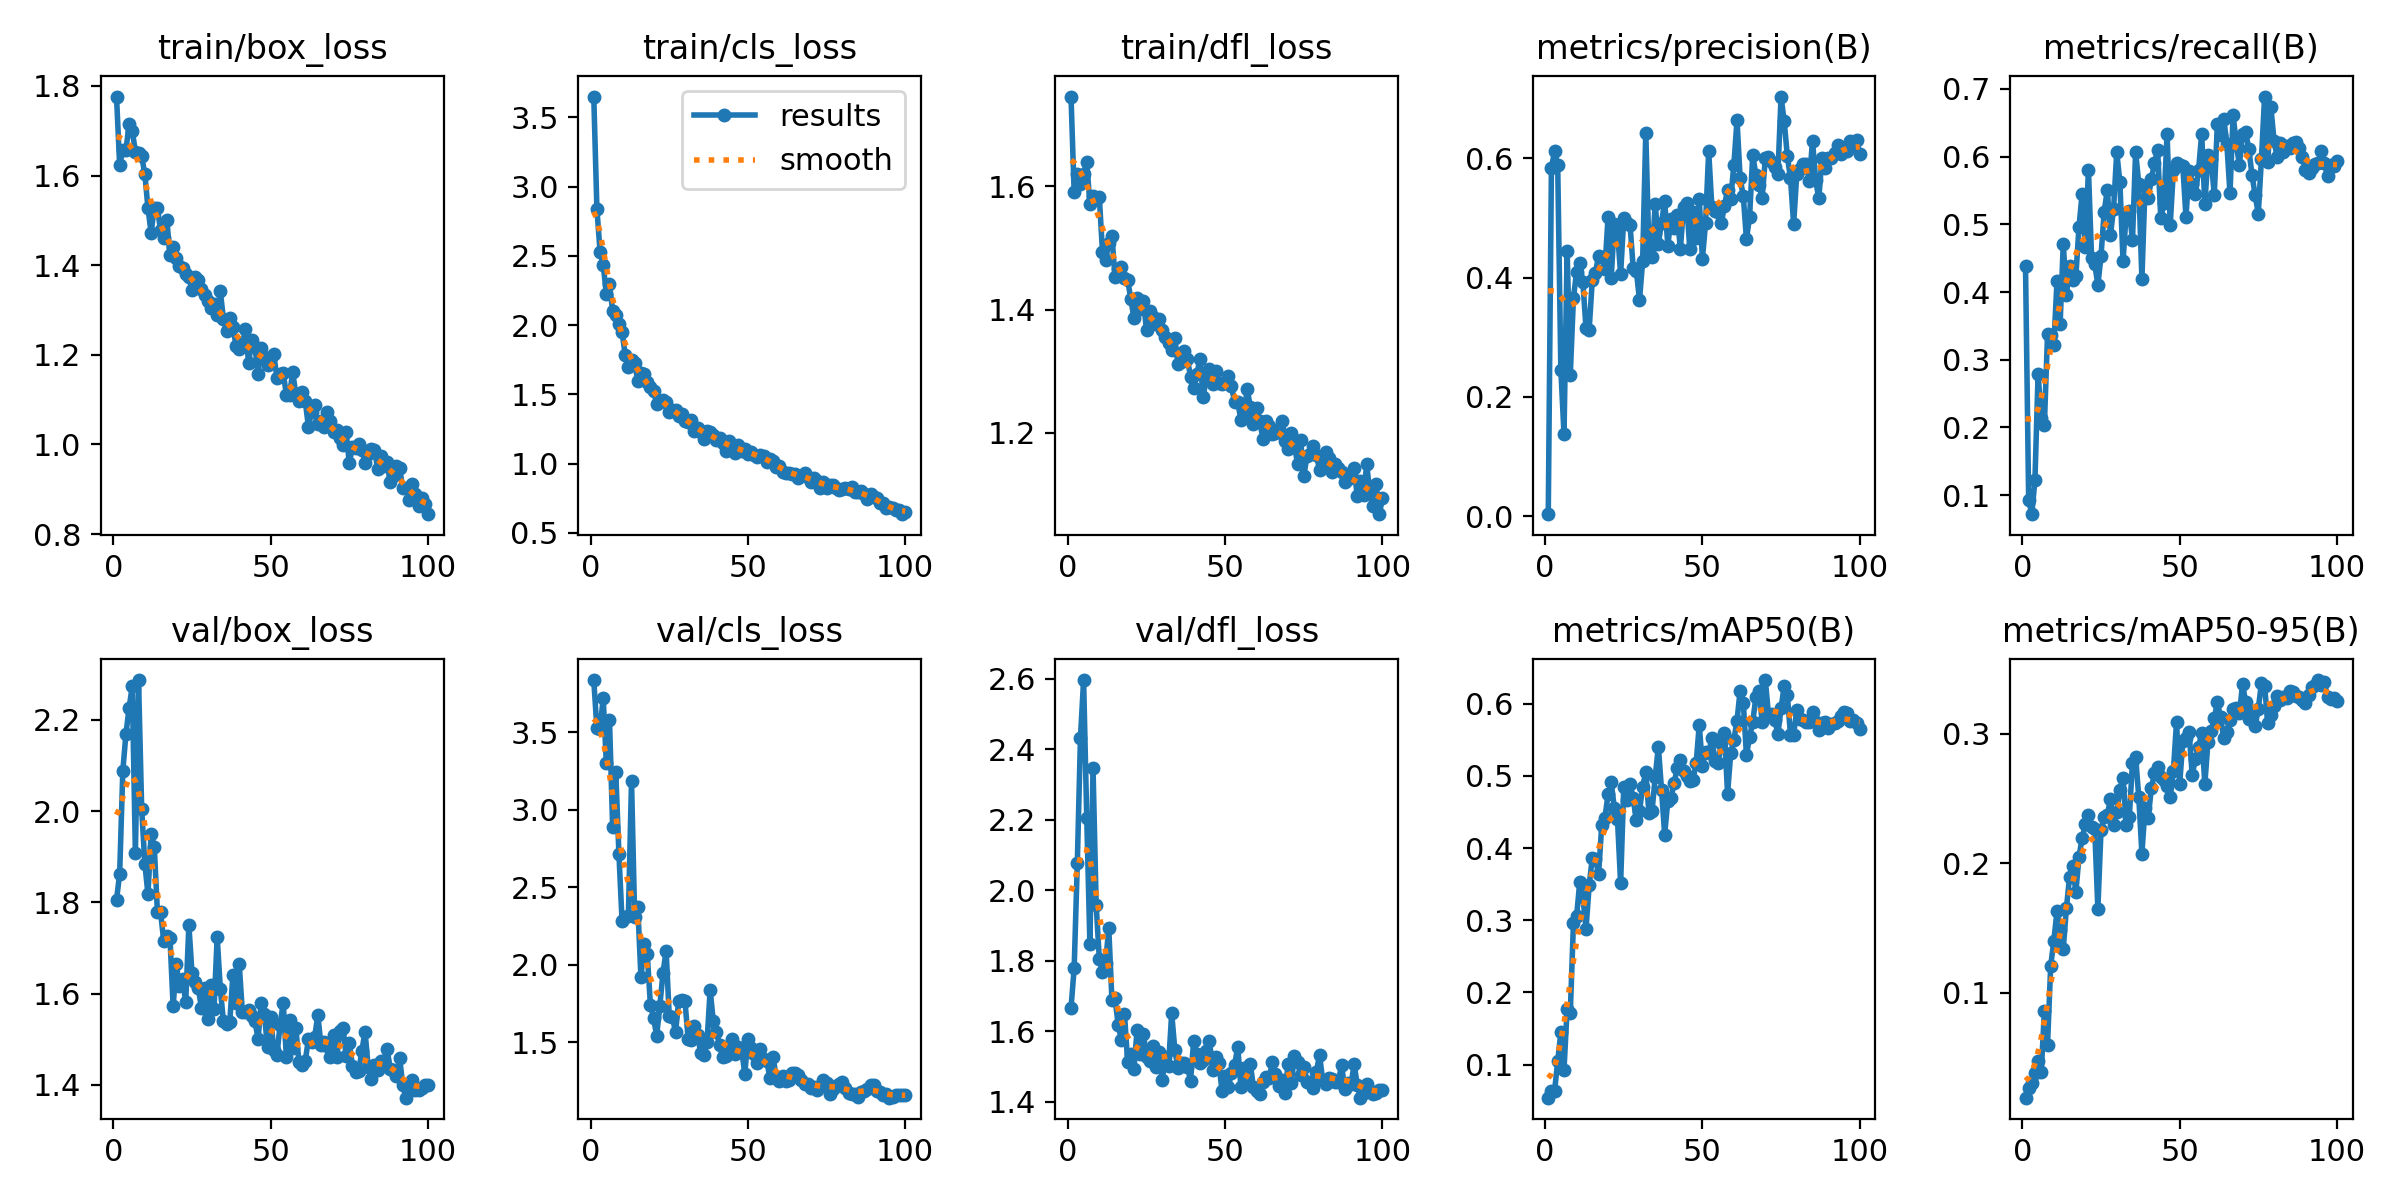 train/box_loss
1.8
1.6
1.4
1.2
1.0
0.8
0 50 100
train/cls_loss
results
smooth
3.5
3.0
2.5
2.0
1.5
1.0
0.5
0 50 100
train/dfl_loss
1.6
1.4
1.2
0 50 100
metrics/precision(B)
0.6
0.4
0.2
0.0
0 50 100
metrics/recall(B)
0.7
0.6
0.5
0.4
0.3
0.2
0.1
0 50 100
val/box_loss
2.2
2.0
1.8
1.6
1.4
0 50 100
val/cls_loss
3.5
3.0
2.5
2.0
1.5
0 50 100
val/dfl_loss
2.6
2.4
2.2
2.0
1.8
1.6
1.4
0 50 100
metrics/mAP50(B)
0.6
0.5
0.4
0.3
0.2
0.1
0 50 100
metrics/mAP50-95(B)
0.3
0.2
0.1
0 50 100